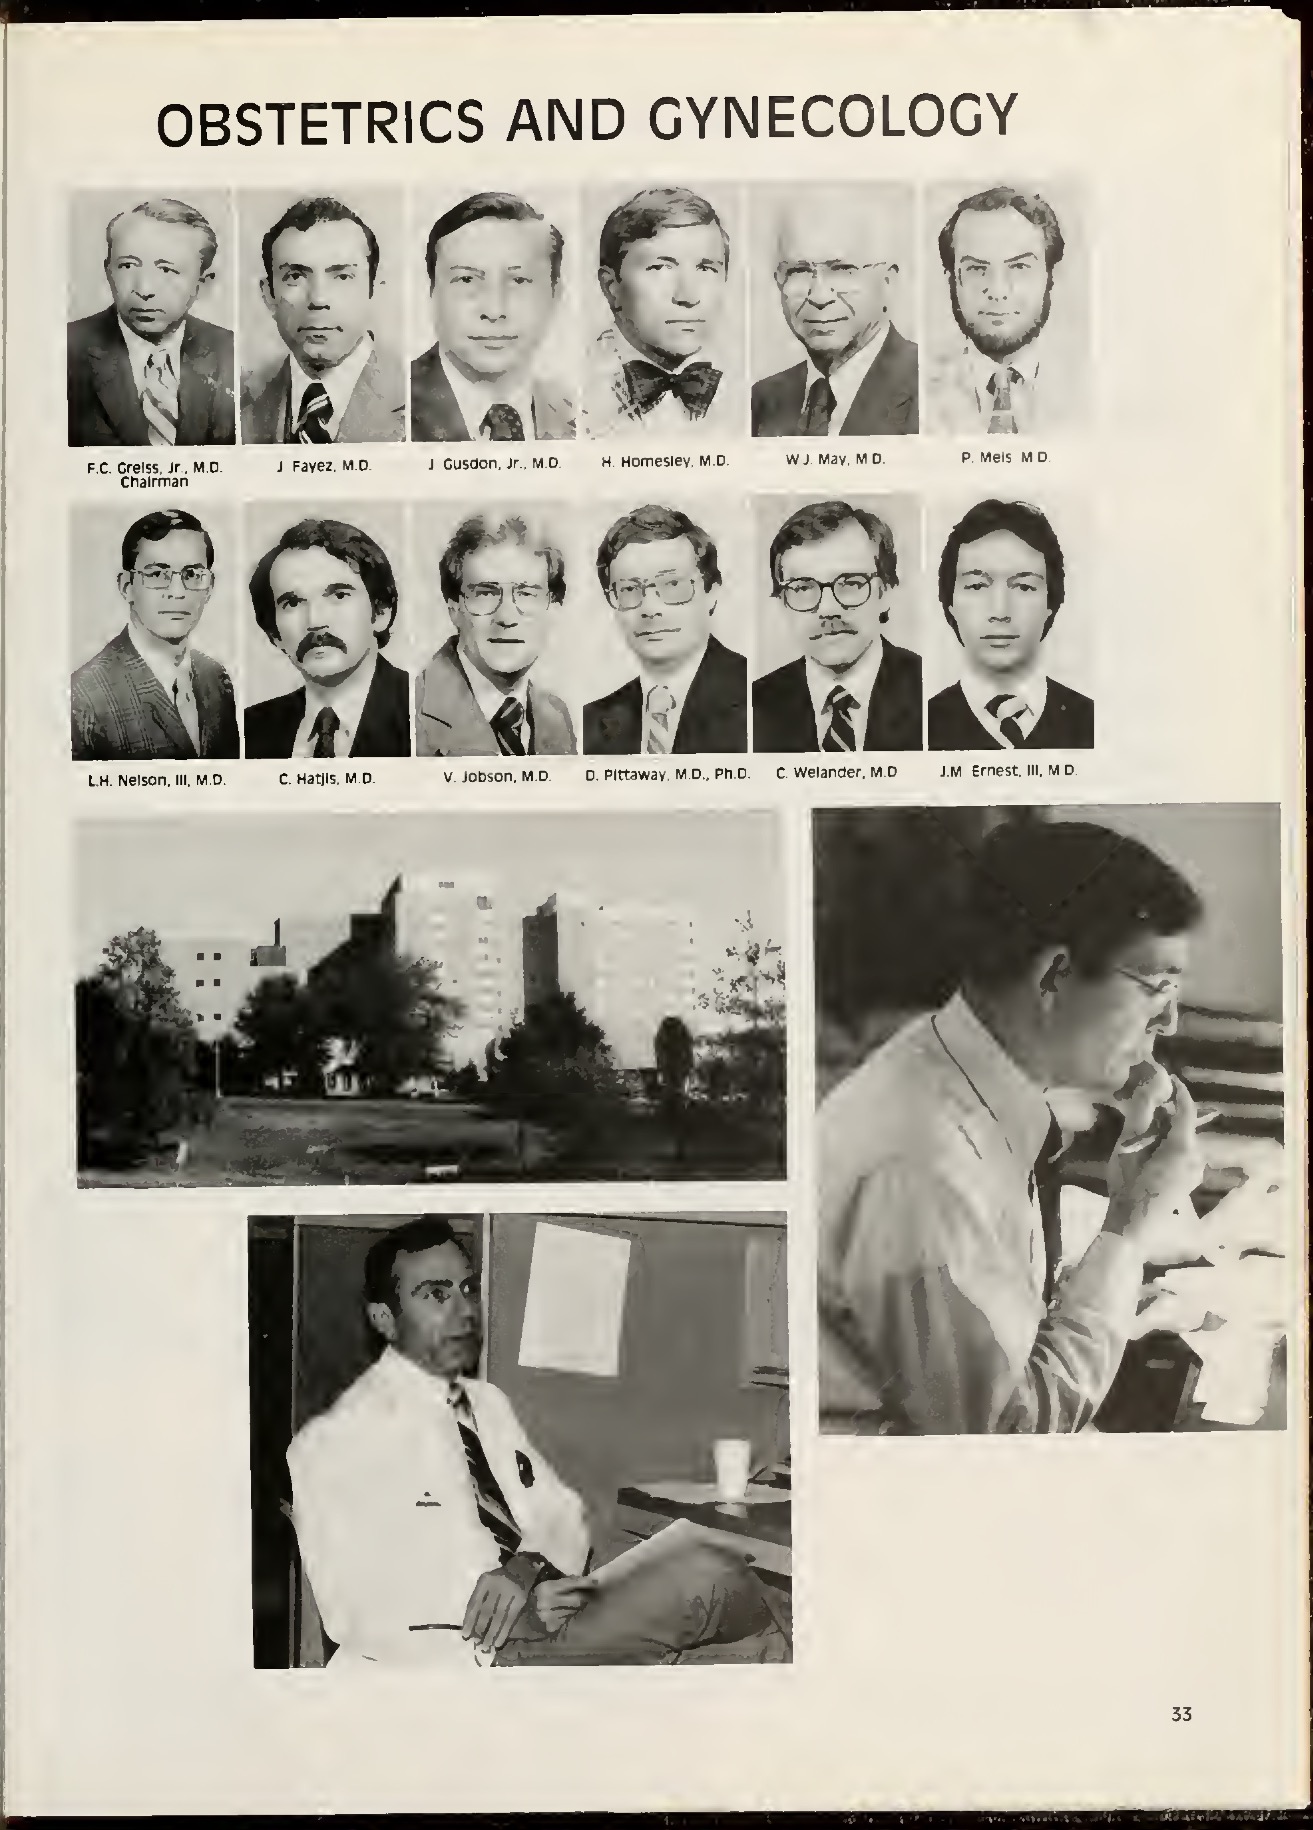 OBSTETRICS AND GYNECOLOGY
F.C. Greiss, Jr., M.D.
Chairman
J Fayez, M.D.
J Gusdon, Jr., M.D.
H. Homesley, M.D.
W.J. May, M D.
P. Meis M D.
L.H. Nelson, III, M.D.
C. Hatjis, M.D.
V. Jobson, M.D.
D. Pittaway, M.D., Ph.D.
C. Welander, M.D
J.M Ernest, III, M D.
33